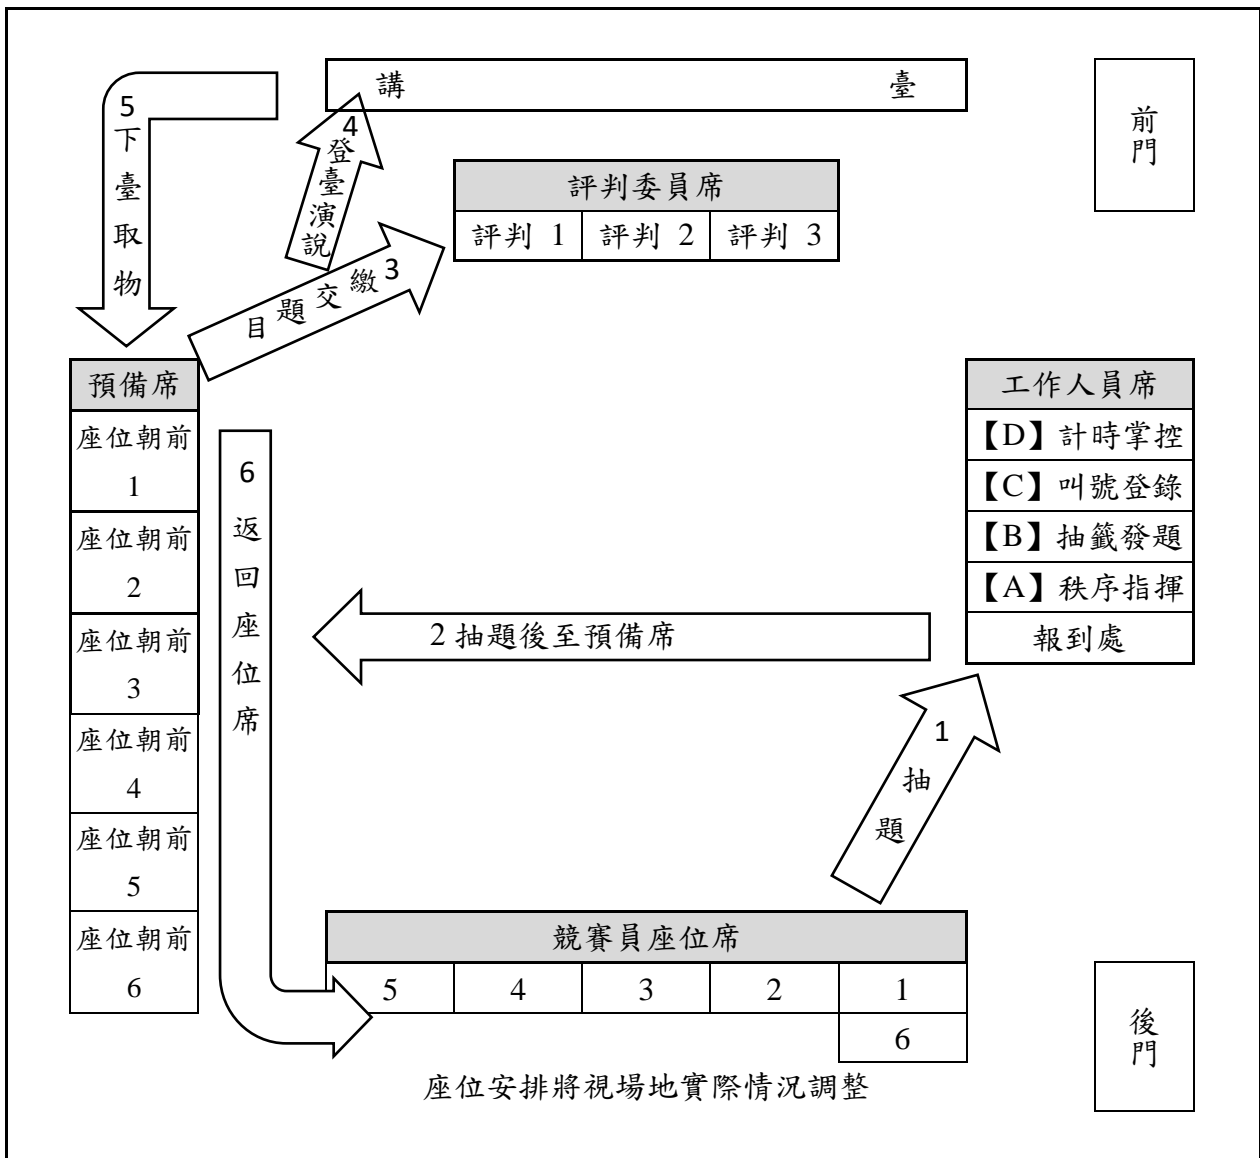 講 臺
前門
5 下臺取物
4 登臺演說
評判委員席
評判 1 評判 2 評判 3
目題交繳 3
預備席
座位朝前
1
座位朝前
2
座位朝前
3
座位朝前
4
座位朝前
5
座位朝前
6
6 返回座位席
工作人員席
【D】計時掌控
【C】叫號登錄
【B】抽籤發題
【A】秩序指揮
報到處
2 抽題後至預備席
1 抽題
競賽員座位席
5 4 3 2 1
6
後門
座位安排將視場地實際情況調整